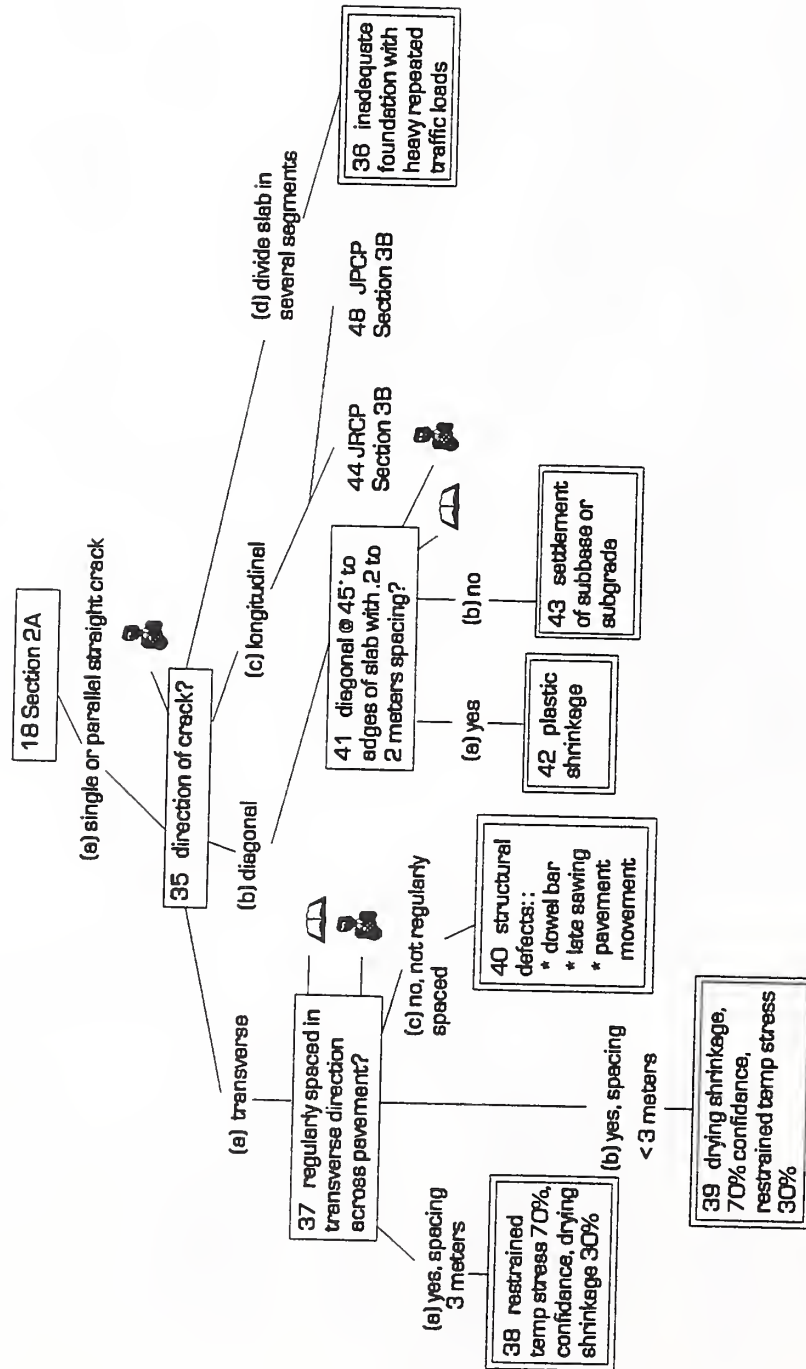 18 Section 2A
(a) single or parallel straight crack
35 direction of crack?
(a) transverse
(b) diagonal
(c) longitudinal
(d) divide slab in
several segments
37 regularly spaced in
transverse direction
across pavement?
(a) yes, spacing
3 meters
(b) yes, spacing
< 3 meters
(c) no, not regularly
spaced
38 restrained
temp stress 70%,
confidence, drying
shrinkage 30%
39 drying shrinkage,
70% confidence,
restrained temp stress
30%
40 structural
defects::
* dowel bar
* late sawing
* pavement
movement
41 diagonal @ 45° to
adges of slab with .2 to
2 meters spacing?
(a) yes
(b) no
42 plastic
shrinkage
43 settlement
of subbase or
subgrade
44 JRCP
Section 3B
48 JPCP
Section 3B
36 inadequate
foundation with
heavy repeated
traffic loads